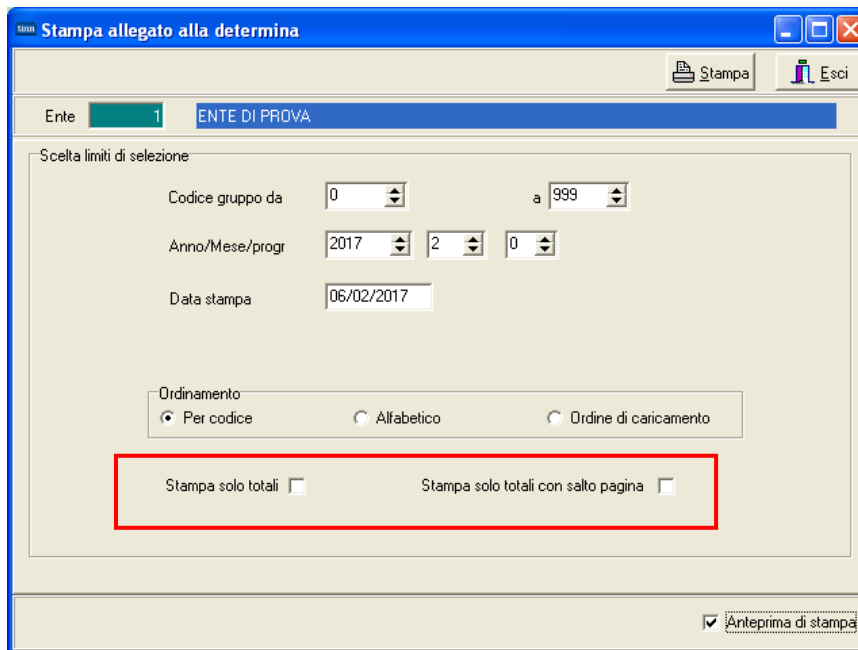 tinn Stampa allegato alla determina
Stampa Esci
Ente 1 ENTE DI PROVA
Scelta limiti di selezione
Codice gruppo da 0 a 999
Anno/Mese/progr 2017 2 0
Data stampa 06/02/2017
Ordinamento
Per codice Alfabetico Ordine di caricamento
Stampa solo totali Stampa solo totali con salto pagina
Anteprima di stampa